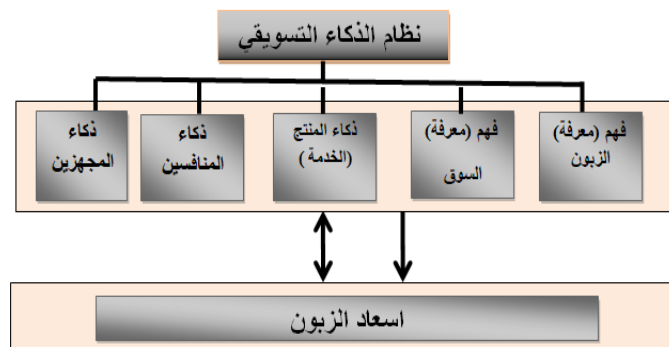 نظام الذكاء التسويقي
فهم (معرفة)
الزبون
فهم (معرفة)
السوق
ذكاء المنتج
(الخدمة )
ذكاء
المنافسين
ذكاء
المجهزين
اسعاد الزبون